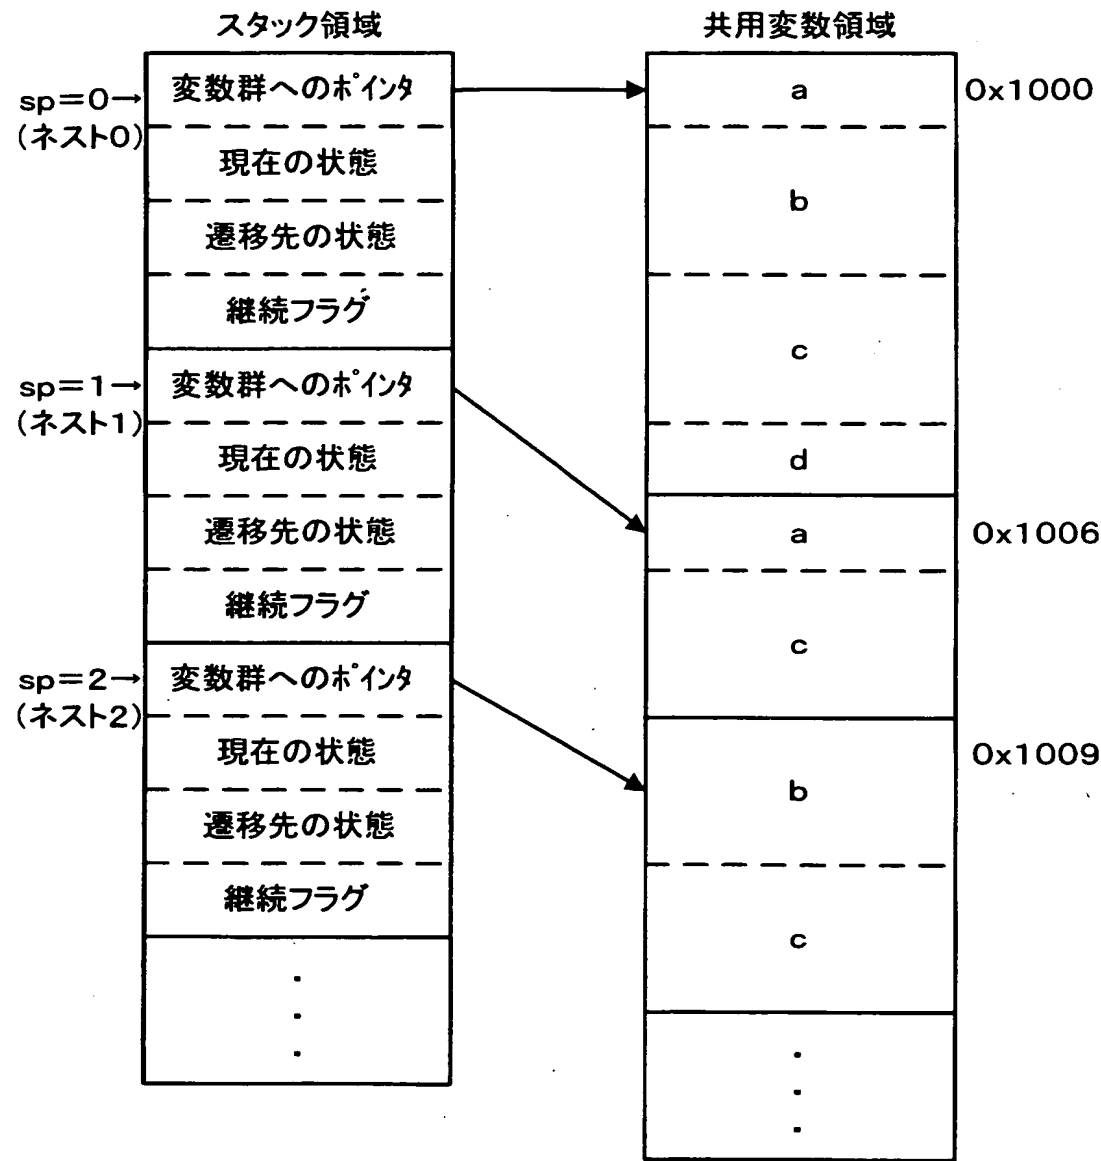 スタック領域
共用変数領域
sp=0→
(ネスト0)
変数群へのポインタ
現在の状態
遷移先の状態
継続フラグ
sp=1→
(ネスト1)
変数群へのポインタ
現在の状態
遷移先の状態
継続フラグ
sp=2→
(ネスト2)
変数群へのポインタ
現在の状態
遷移先の状態
継続フラグ
a
0x1000
b
c
d
a
0x1006
c
b
0x1009
c